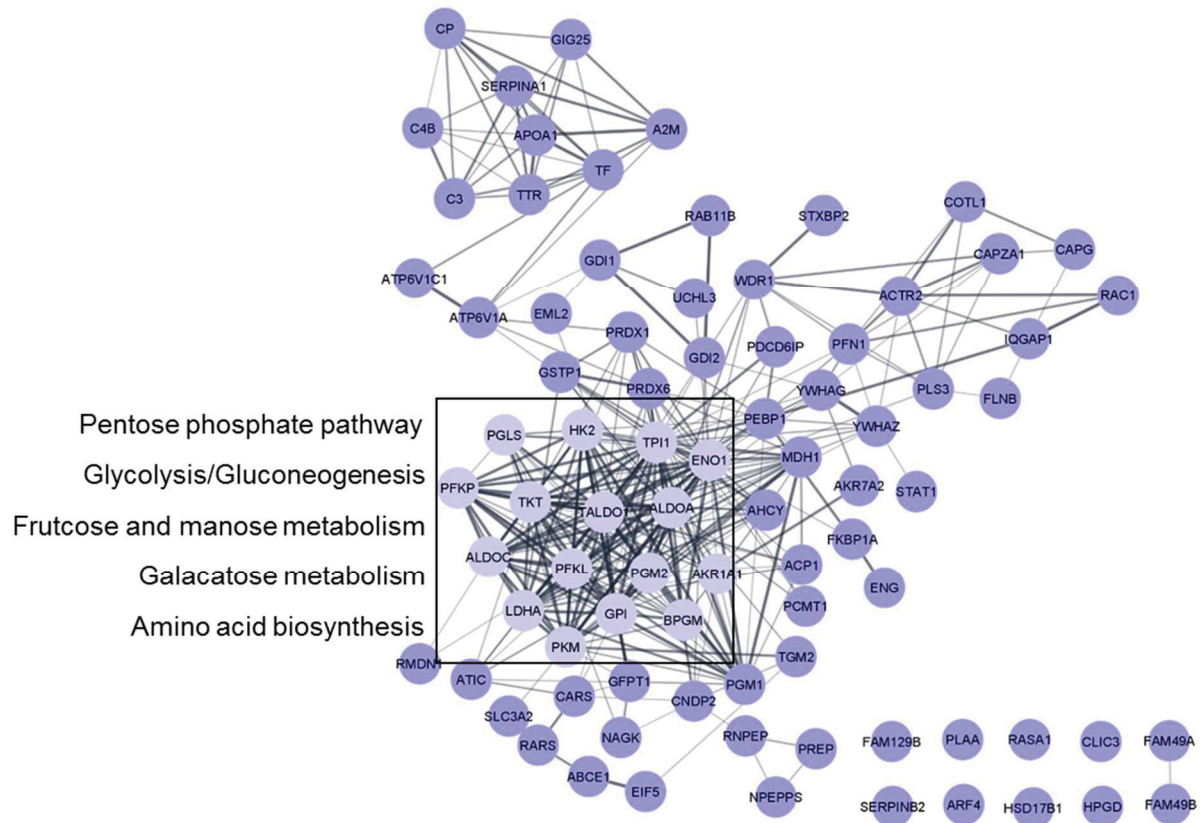 CP
GIG25
SERPINA1
C4B
APOA1
A2M
TF
C3
TTR
RAB11B
STXBP2
COTL1
GDI1
CAPZA1
CAPG
ATP6V1C1
WDR1
UCHL3
ACTR2
RAC1
ATP6V1A
EML2
PRDX1
PDCD6IP
PFN1
IQGAP1
GDI2
GSTP1
PRDX6
YWHAG
PLS3
FLNB
PEBP1
YWHAZ
Pentose phosphate pathway
PGLS
HK2
TPI1
ENO1
MDH1
Glycolysis/Gluconeogenesis
PFKP
TKT
TALDO1
ALDOA
AHCY
AKR7A2
STAT1
Frutcose and manose metabolism
FKBP1A
ALDOC
PFKL
PGM2
AKR1A1
ACP1
ENG
Galacatose metabolism
PCMT1
LDHA
GPI
BPGM
Amino acid biosynthesis
PKM
RMDN1
TGM2
ATIC
GFPT1
PGM1
CARS
CNDP2
SLC3A2
NAGK
RNPEP
PREP
RARS
ABCE1
EIF5
NPEPPS
FAM129B
PLAA
RASA1
CLIC3
FAM49A
SERPINB2
ARF4
HSD17B1
HPGD
FAM49B